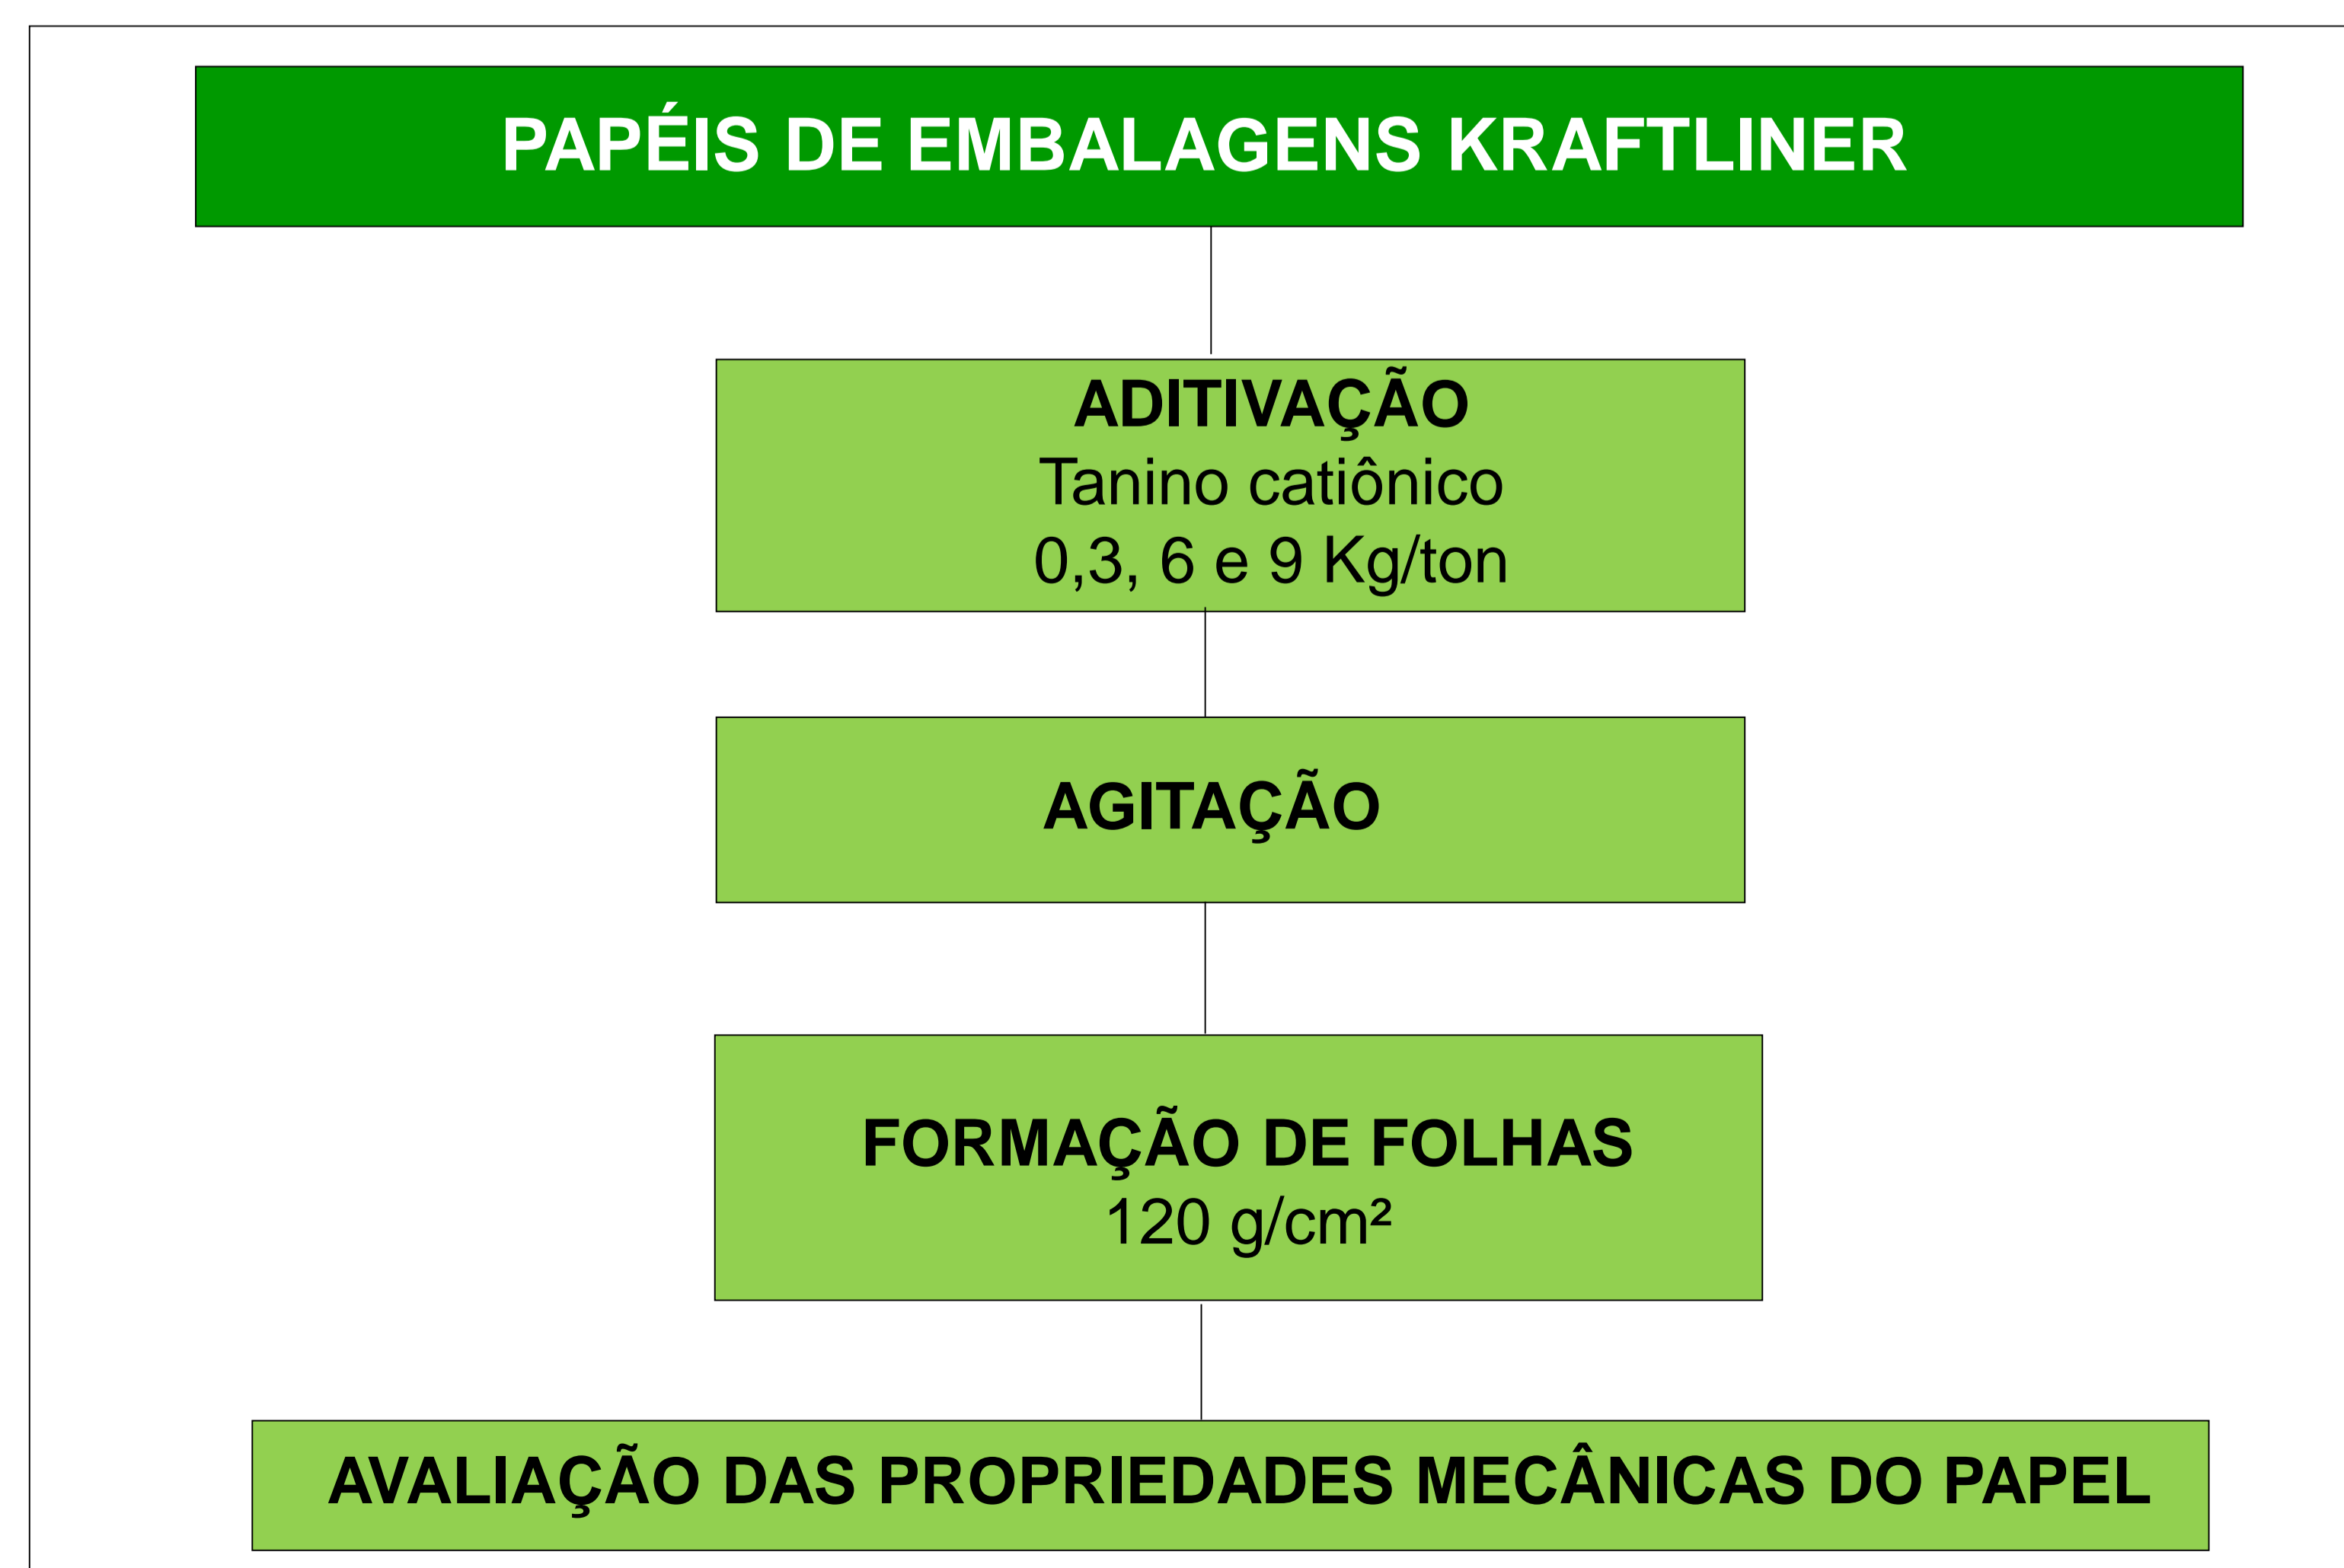 PAPÉIS DE EMBALAGENS KRAFTLINER
ADITIVAÇÃO
Tanino catiônico
0,3, 6 e 9 Kg/ton
AGITAÇÃO
FORMAÇÃO DE FOLHAS
120 g/cm²
AVALIAÇÃO DAS PROPRIEDADES MECÂNICAS DO PAPEL